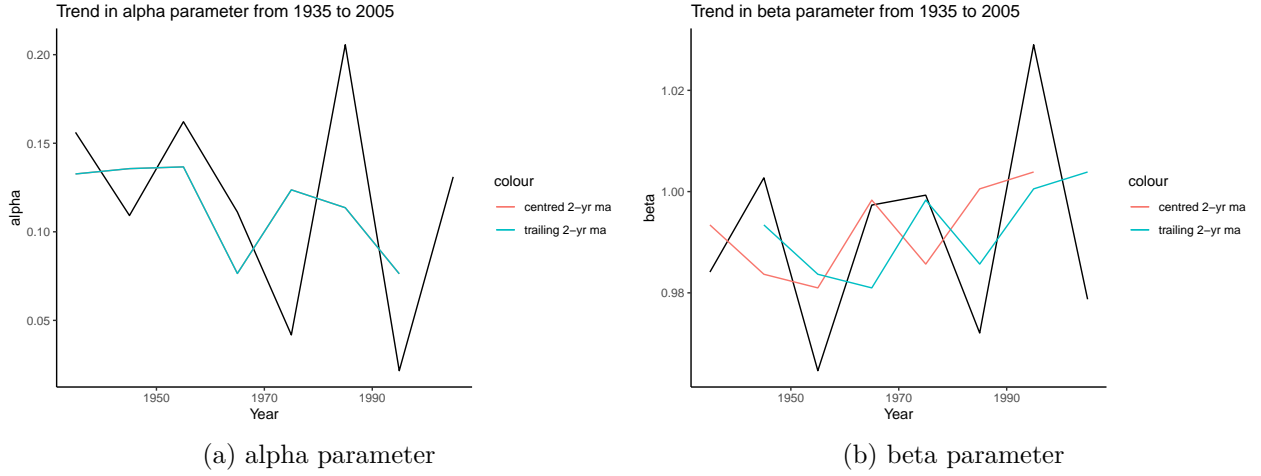 Trend in alpha parameter from 1935 to 2005
0.20
0.15
0.10
0.05
alpha
1950
1970
1990
Year
colour
centred 2−yr ma
trailing 2−yr ma
(a) alpha parameter
Trend in beta parameter from 1935 to 2005
1.02
1.00
0.98
beta
1950
1970
1990
Year
colour
centred 2−yr ma
trailing 2−yr ma
(b) beta parameter